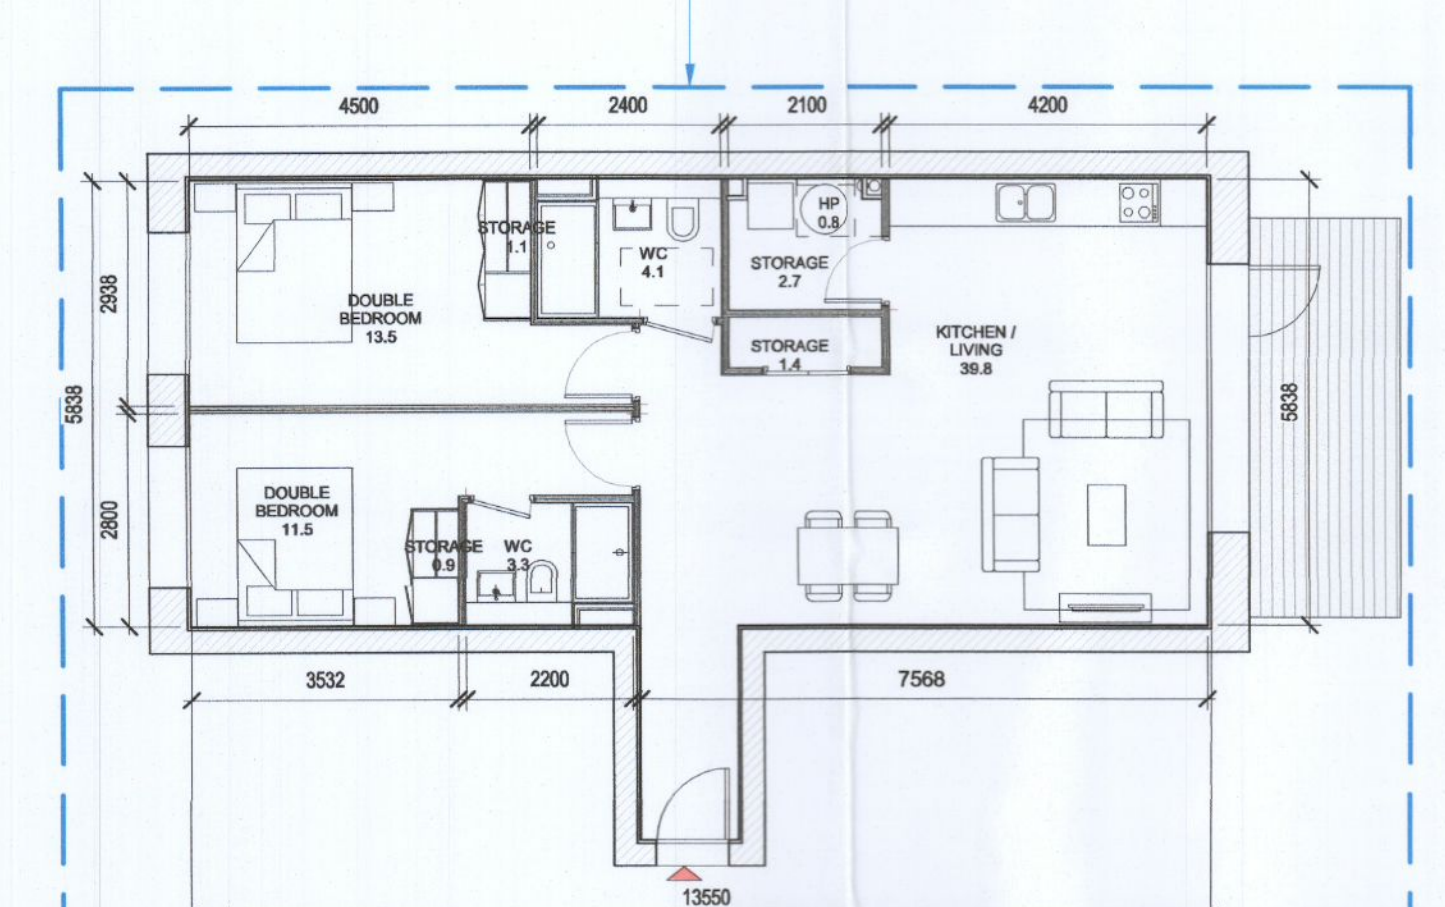 4500
2400
2100
4200
STORAGE
1.1
WC
4.1
HP
0.8
STORAGE
2.7
DOUBLE
BEDROOM
13.5
STORAGE
1.4
KITCHEN /
LIVING
39.8
2938
5838
5838
2800
DOUBLE
BEDROOM
11.5
STORAGE
0.9
WC
3.3
3532
2200
7568
13550